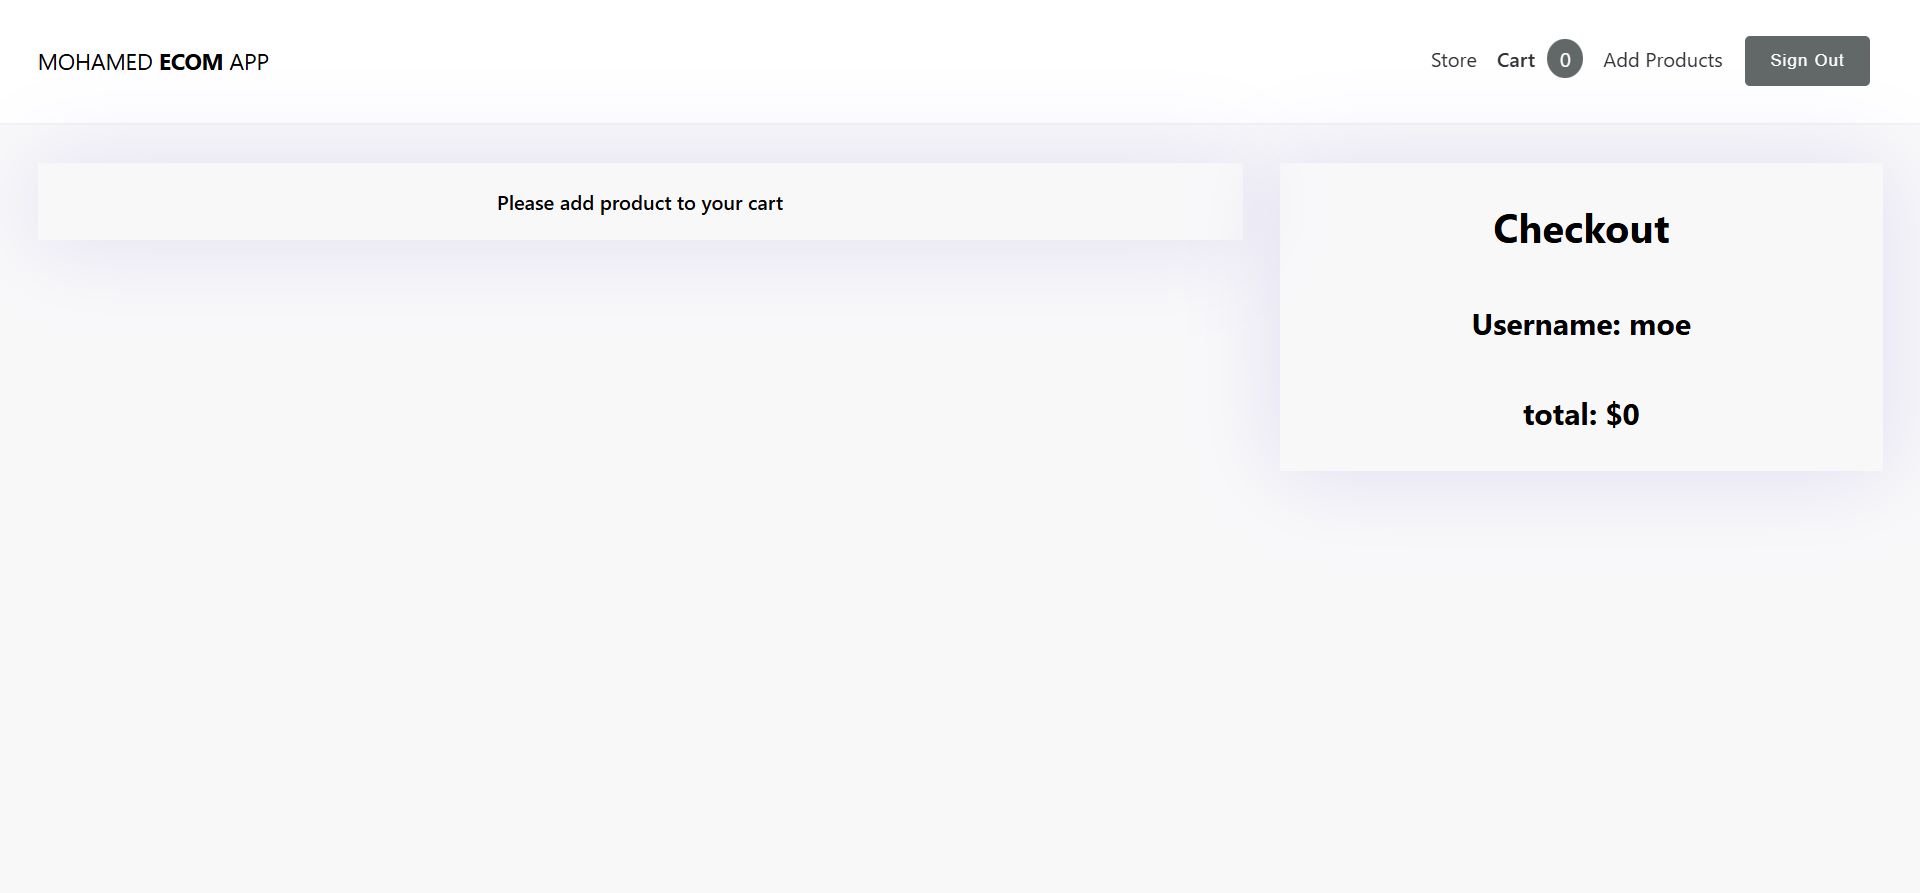 MOHAMED ECOM APP
Store Cart 0 Add Products Sign Out
Please add product to your cart
Checkout
Username: moe
total: $0